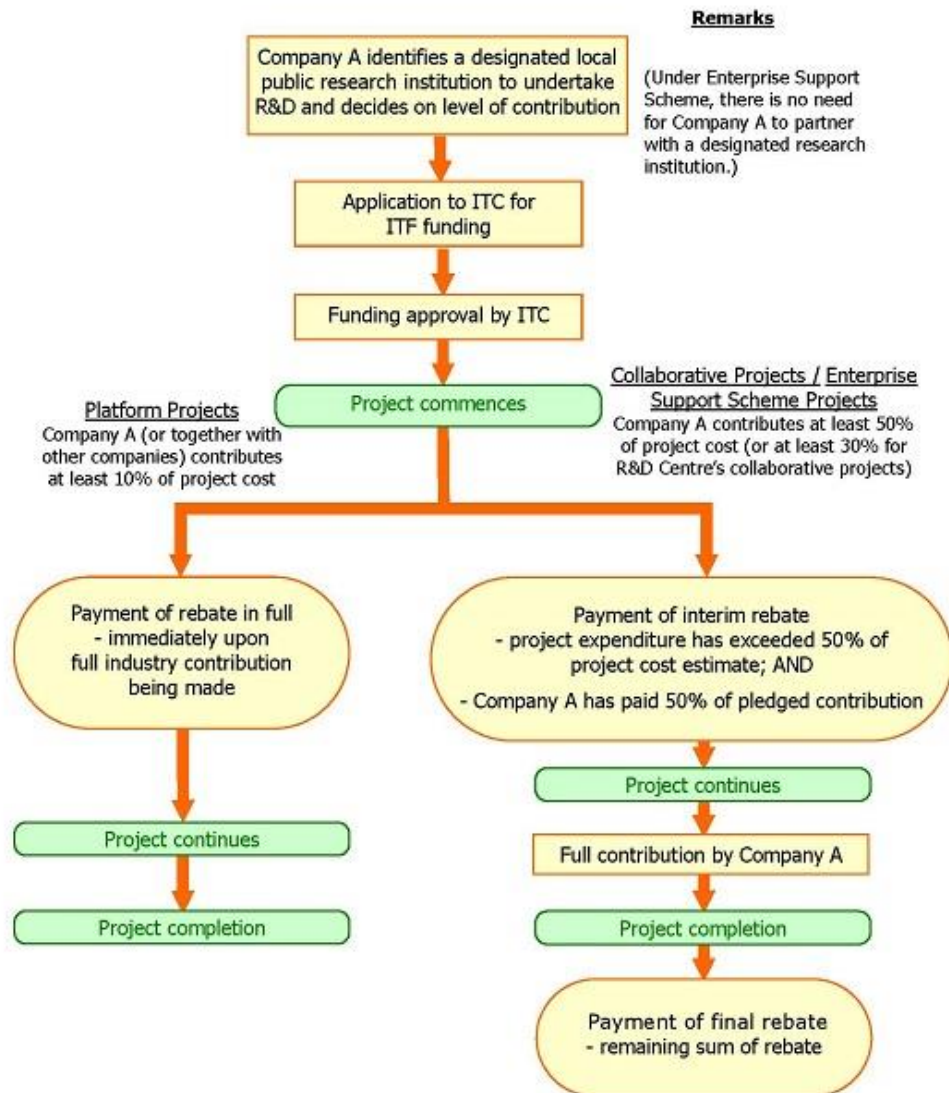 Remarks
Company A identifies a designated local
public research institution to undertake
R&D and decides on level of contribution
(Under Enterprise Support
Scheme, there is no need
for Company A to partner
with a designated research
institution.)
Application to ITC for
ITF funding
Funding approval by ITC
Project commences
Platform Projects
Company A (or together with
other companies) contributes
at least 10% of project cost
Collaborative Projects / Enterprise
Support Scheme Projects
Company A contributes at least 50%
of project cost (or at least 30% for
R&D Centre's collaborative projects)
Payment of rebate in full
- immediately upon
full industry contribution
being made
Payment of interim rebate
- project expenditure has exceeded 50% of
project cost estimate; AND
- Company A has paid 50% of pledged contribution
Project continues
Project completion
Project continues
Full contribution by Company A
Project completion
Payment of final rebate
- remaining sum of rebate